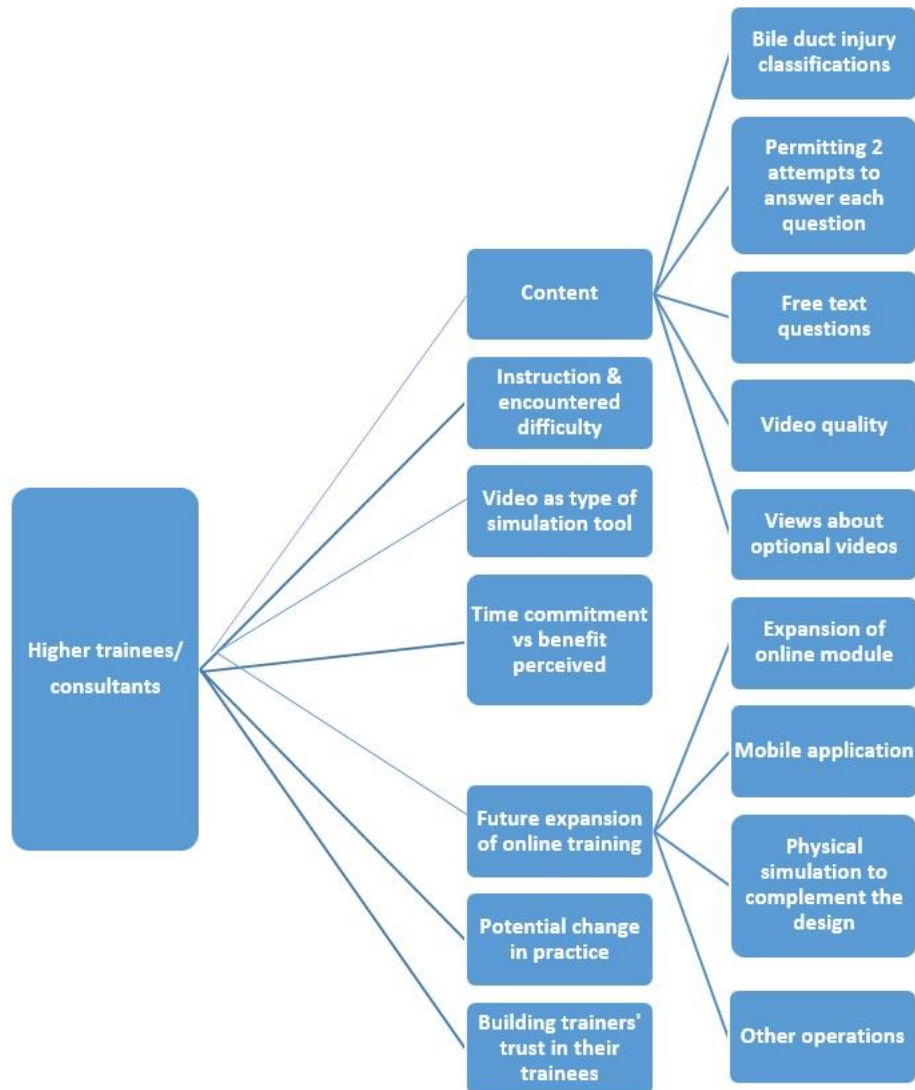 Higher trainees/
consultants
Content
Instruction &
encountered
difficulty
Video as type of
simulation tool
Time commitment
vs benefit
perceived
Future expansion
of online training
Potential change
in practice
Building trainers'
trust in their
trainees
Bile duct injury
classifications
Permitting 2
attempts to
answer each
question
Free text
questions
Video quality
Views about
optional videos
Expansion of
online module
Mobile application
Physical
simulation to
complement the
design
Other operations